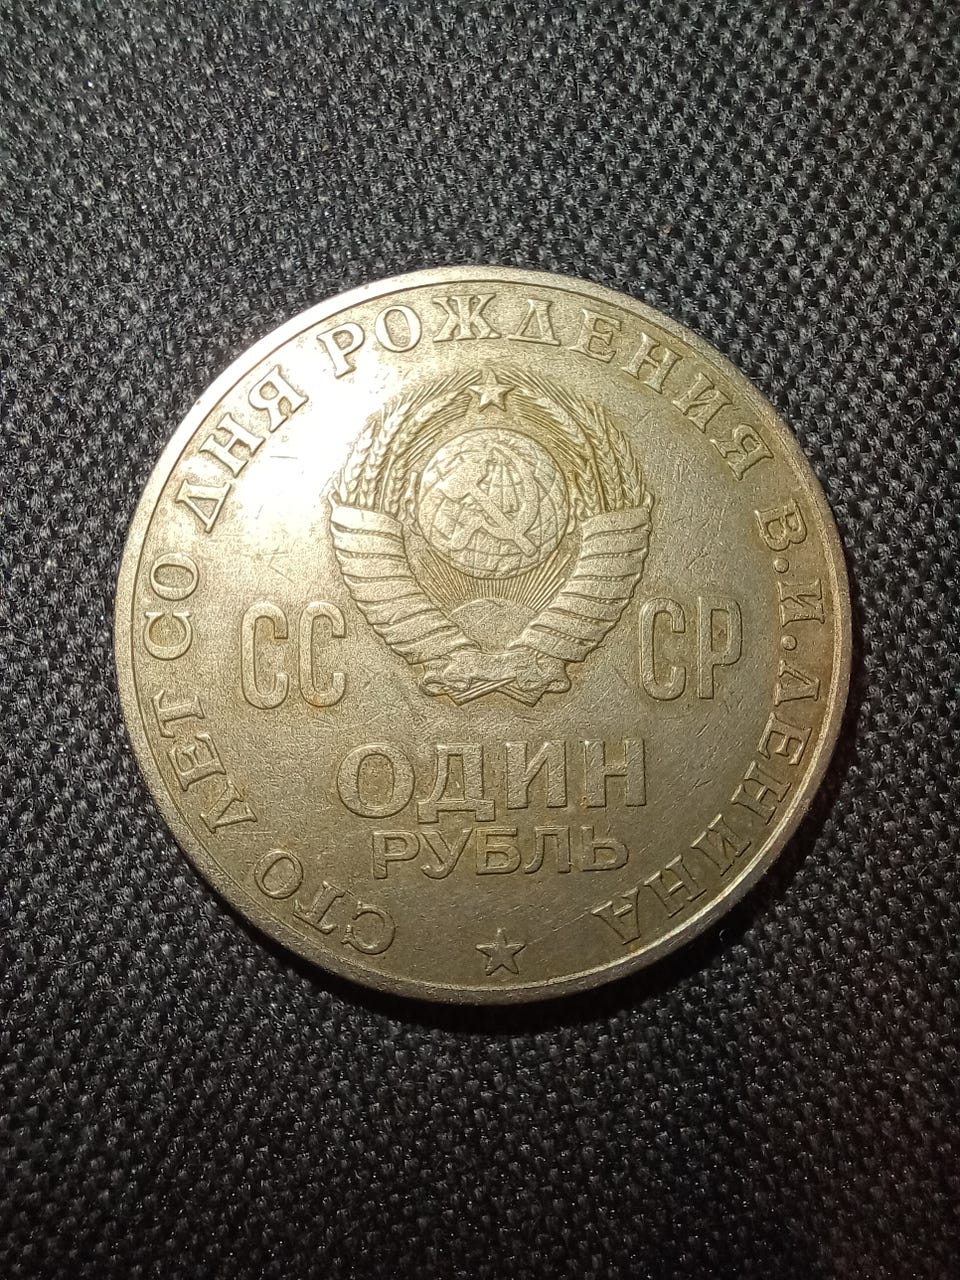 СТО ЛЕТ СО ДНЯ РОЖДЕНИЯ В.И.ЛЕНИНА
СС СР
ОДИН
РУБЛЬ